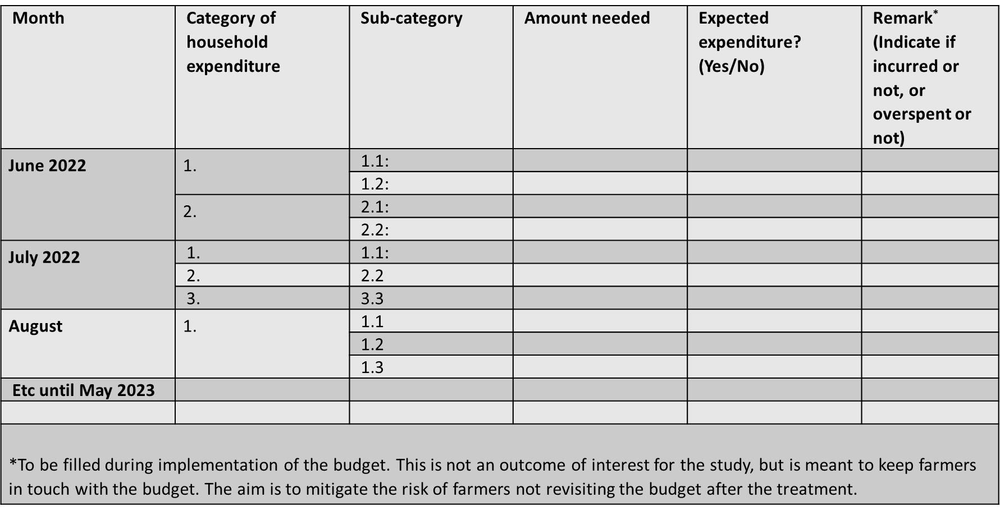 Month
Category of
household
expenditure
Sub-category
Amount needed
Expected
expenditure?
(Yes/No)
Remark*
(Indicate if
incurred or
not, or
overspent or
not)
June 2022
1.
1.1:
1.2:
2.
2.1:
2.2:
July 2022
1.
1.1:
2.
2.2
3.
3.3
August
1.
1.1
1.2
1.3
Etc until May 2023
*To be filled during implementation of the budget. This is not an outcome of interest for the study, but is meant to keep farmers
in touch with the budget. The aim is to mitigate the risk of farmers not revisiting the budget after the treatment.